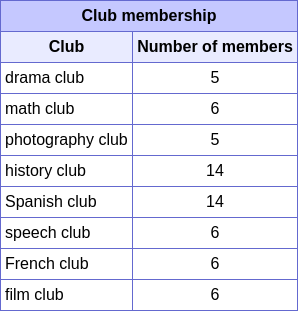 Club membership
Club Number of members
drama club 5
math club 6
photography club 5
history club 14
Spanish club 14
speech club 6
French club 6
film club 6